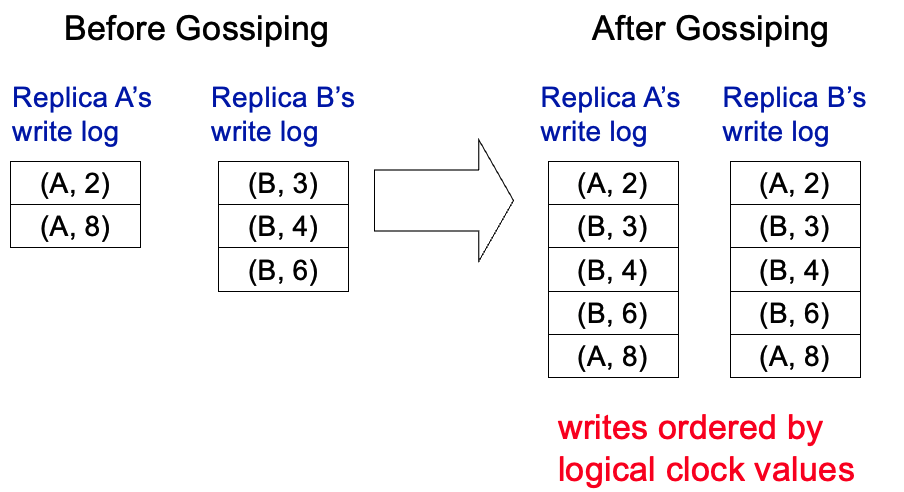 Before Gossiping
After Gossiping
Replica A's
write log
Replica B's
write log
Replica A's
write log
Replica B's
write log
(A, 2)
(A, 8)
(B, 3)
(B, 4)
(B, 6)
(A, 2)
(B, 3)
(B, 4)
(B, 6)
(A, 8)
(A, 2)
(B, 3)
(B, 4)
(B, 6)
(A, 8)
writes ordered by
logical clock values